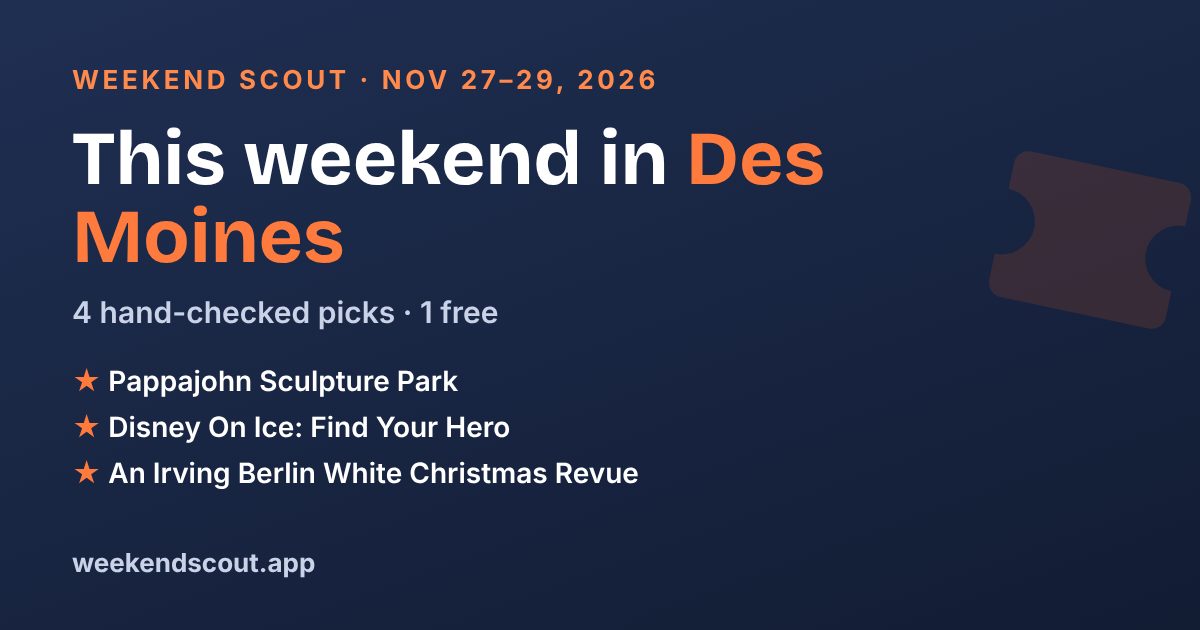 WEEKEND SCOUT · NOV 27–29, 2026
This weekend in Des
Moines
4 hand-checked picks · 1 free
★ Pappajohn Sculpture Park
★ Disney On Ice: Find Your Hero
★ An Irving Berlin White Christmas Revue
weekendscout.app